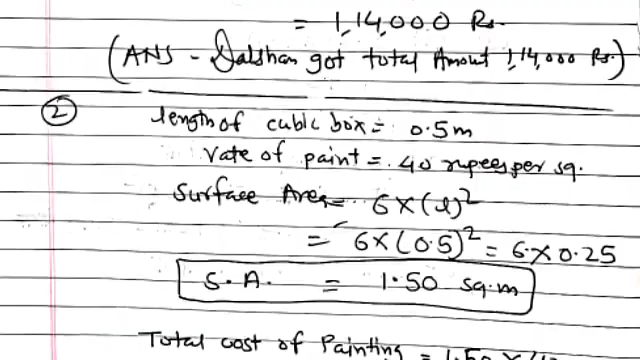 = 1,14,000 Rs.
(ANS - Darshan got total Amount 1,14,000 Rs.)
② length of cubic box = 0.5m
rate of paint = 40 rupees per sq.
Surface Area = 6×(l)²
= 6×(0.5)² = 6×0.25
S.A. = 1.50 sq.m
Total cost of Painting = 1.50 ×